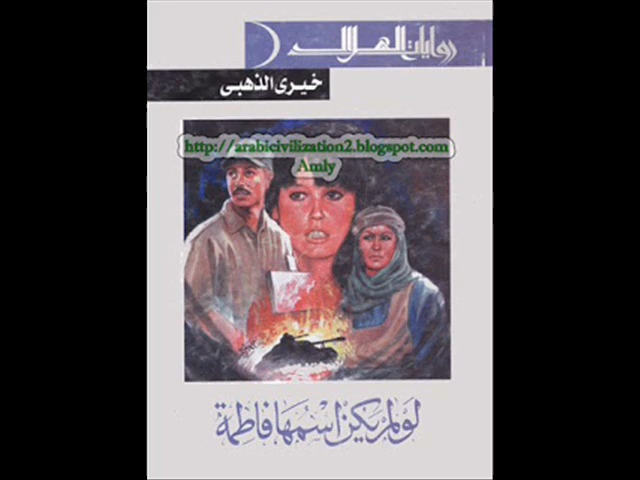 روايات الهلال
خيرى الذهبى
http://arabicivilization2.blogspot.com
Amly
لو لم يكن اسمها فاطمة